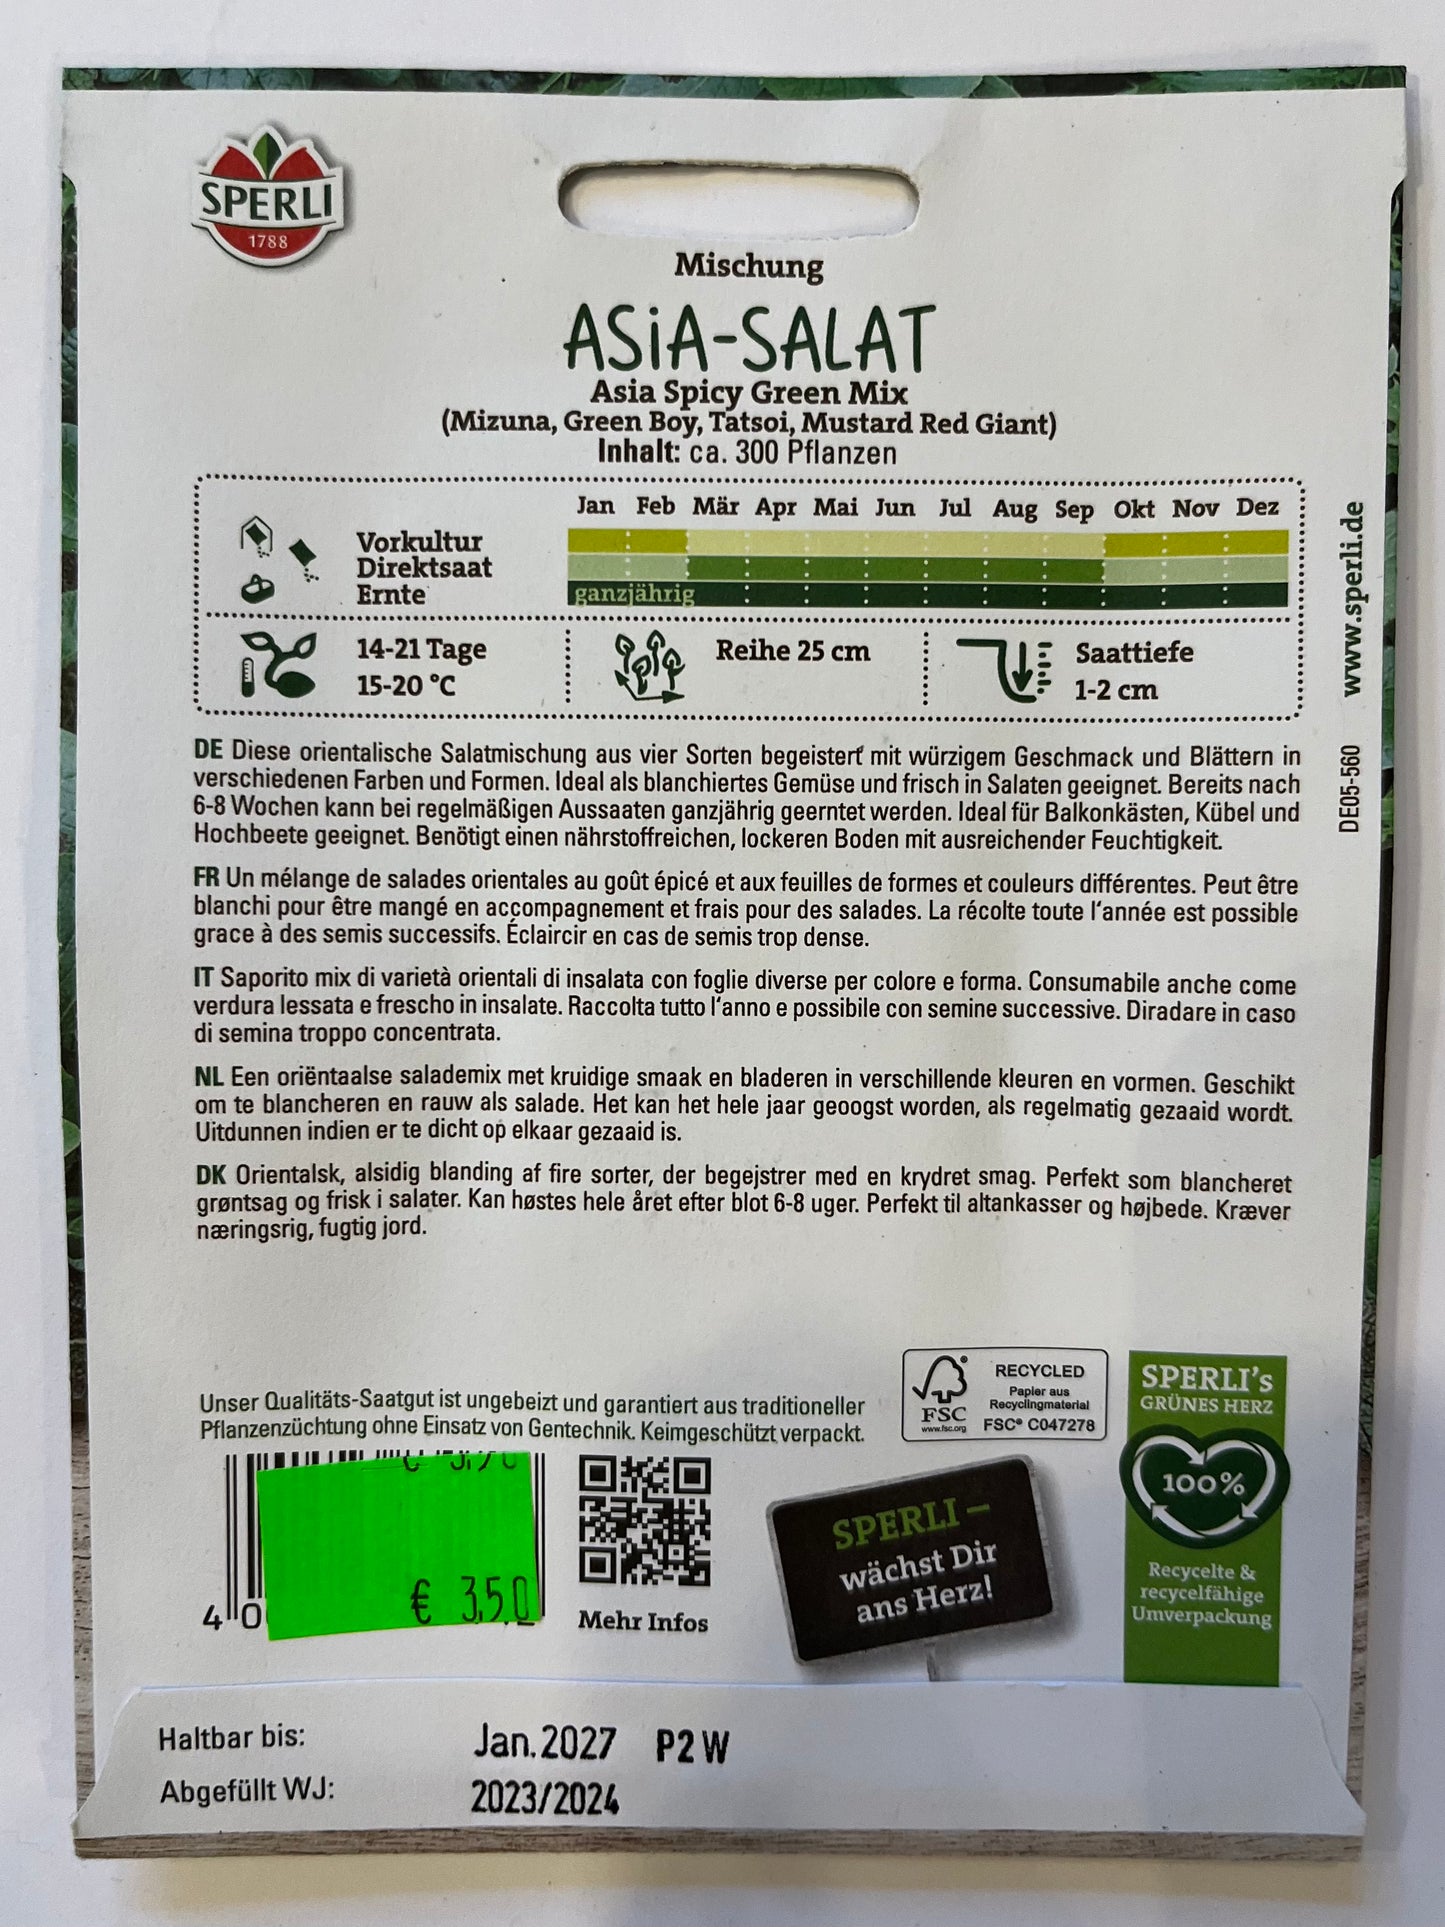 SPERLI
1788
Mischung
ASiA-SALAT
Asia Spicy Green Mix
(Mizuna, Green Boy, Tatsoi, Mustard Red Giant)
Inhalt: ca. 300 Pflanzen
Jan Feb Mär Apr Mai Jun Jul Aug Sep Okt Nov Dez
Vorkultur
Direktsaat
Ernte ganzjährig
14-21 Tage
15-20 °C
Reihe 25 cm
Saattiefe
1-2 cm
www.sperli.de
DE05-560
DE Diese orientalische Salatmischung aus vier Sorten begeistert mit würzigem Geschmack und Blättern in
verschiedenen Farben und Formen. Ideal als blanchiertes Gemüse und frisch in Salaten geeignet. Bereits nach
6-8 Wochen kann bei regelmäßigen Aussaaten ganzjährig geerntet werden. Ideal für Balkonkästen, Kübel und
Hochbeete geeignet. Benötigt einen nährstoffreichen, lockeren Boden mit ausreichender Feuchtigkeit.
FR Un mélange de salades orientales au goût épicé et aux feuilles de formes et couleurs différentes. Peut être
blanchi pour être mangé en accompagnement et frais pour des salades. La récolte toute l'année est possible
grace à des semis successifs. Éclaircir en cas de semis trop dense.
IT Saporito mix di varietà orientali di insalata con foglie diverse per colore e forma. Consumabile anche come
verdura lessata e frescho in insalate. Raccolta tutto l'anno e possibile con semine successive. Diradare in caso
di semina troppo concentrata.
NL Een oriëntaalse salademix met kruidige smaak en bladeren in verschillende kleuren en vormen. Geschikt
om te blancheren en rauw als salade. Het kan het hele jaar geoogst worden, als regelmatig gezaaid wordt.
Uitdunnen indien er te dicht op elkaar gezaaid is.
DK Orientalsk, alsidig blanding af fire sorter, der begejstrer med en krydret smag. Perfekt som blancheret
grøntsag og frisk i salater. Kan høstes hele året efter blot 6-8 uger. Perfekt til altankasser og højbede. Kræver
næringsrig, fugtig jord.
Unser Qualitäts-Saatgut ist ungebeizt und garantiert aus traditioneller
Pflanzenzüchtung ohne Einsatz von Gentechnik. Keimgeschützt verpackt.
FSC
www.fsc.org
RECYCLED
Papier aus
Recyclingmaterial
FSC® C047278
SPERLI's
GRÜNES HERZ
100%
Recycelte &
recycelfähige
Umverpackung
4 0
€ 3,50
Mehr Infos
SPERLI –
wächst Dir
ans Herz!
Haltbar bis: Jan. 2027 P2 W
Abgefüllt WJ: 2023/2024